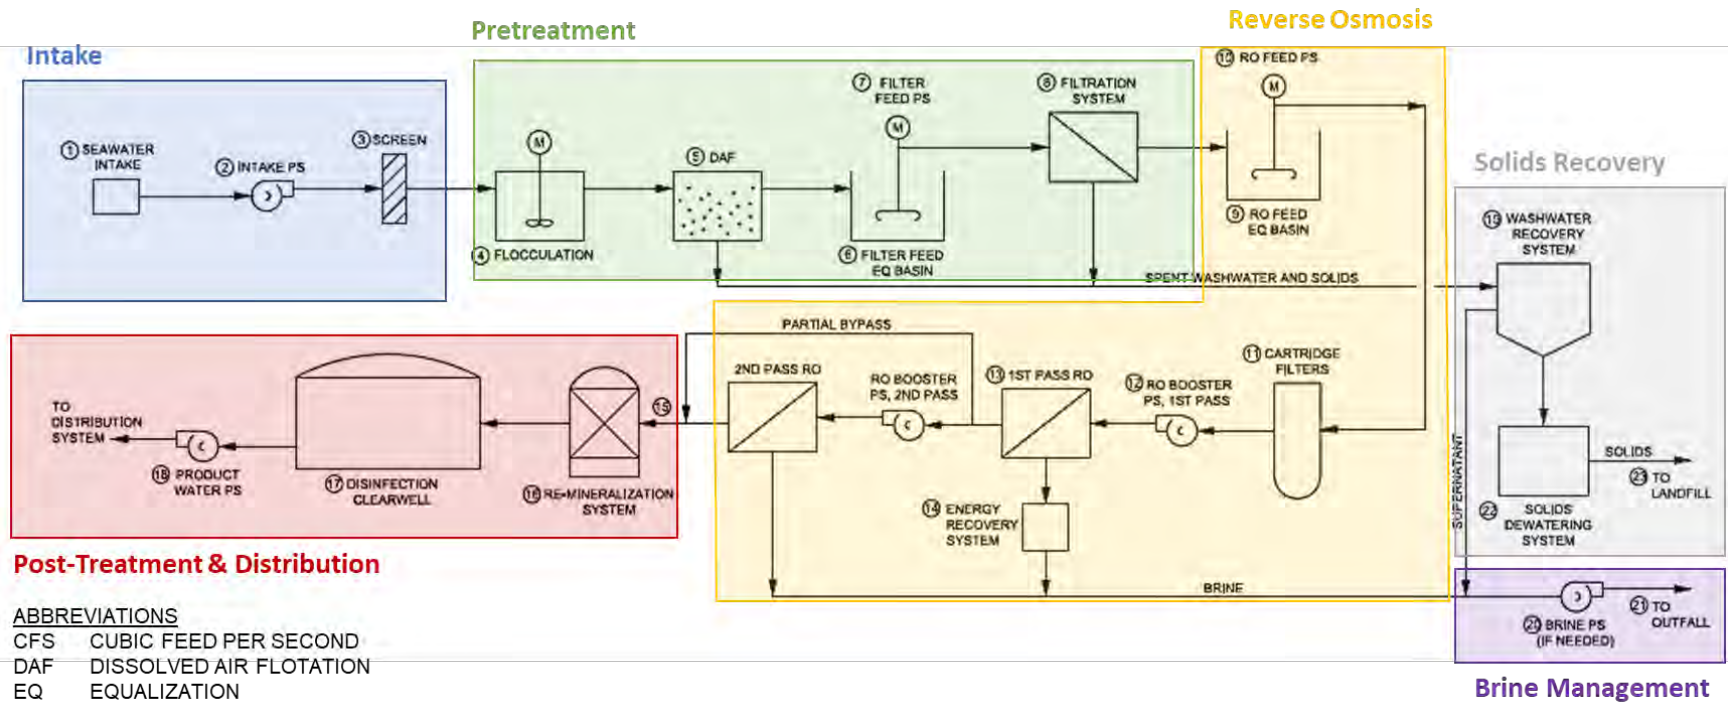 Intake
Pretreatment
Reverse Osmosis
1 SEAWATER
INTAKE
2 INTAKE PS
3 SCREEN
M
4 FLOCCULATION
5 DAF
7 FILTER
FEED PS
M
6 FILTER FEED
EQ BASIN
8 FILTRATION
SYSTEM
10 RO FEED PS
M
9 RO FEED
EQ BASIN
SPENT WASHWATER AND SOLIDS
Solids Recovery
19 WASHWATER
RECOVERY
SYSTEM
SUPERNATANT
SOLIDS
23 TO
LANDFILL
22 SOLIDS
DEWATERING
SYSTEM
11 CARTRIDGE
FILTERS
12 RO BOOSTER
PS, 1ST PASS
13 1ST PASS RO
14 ENERGY
RECOVERY
SYSTEM
RO BOOSTER
PS, 2ND PASS
2ND PASS RO
PARTIAL BYPASS
BRINE
15
16 RE-MINERALIZATION
SYSTEM
17 DISINFECTION
CLEARWELL
18 PRODUCT
WATER PS
TO
DISTRIBUTION
SYSTEM
20 BRINE PS
(IF NEEDED)
21 TO
OUTFALL
Brine Management
Post-Treatment & Distribution
ABBREVIATIONS
CFS CUBIC FEED PER SECOND
DAF DISSOLVED AIR FLOTATION
EQ EQUALIZATION